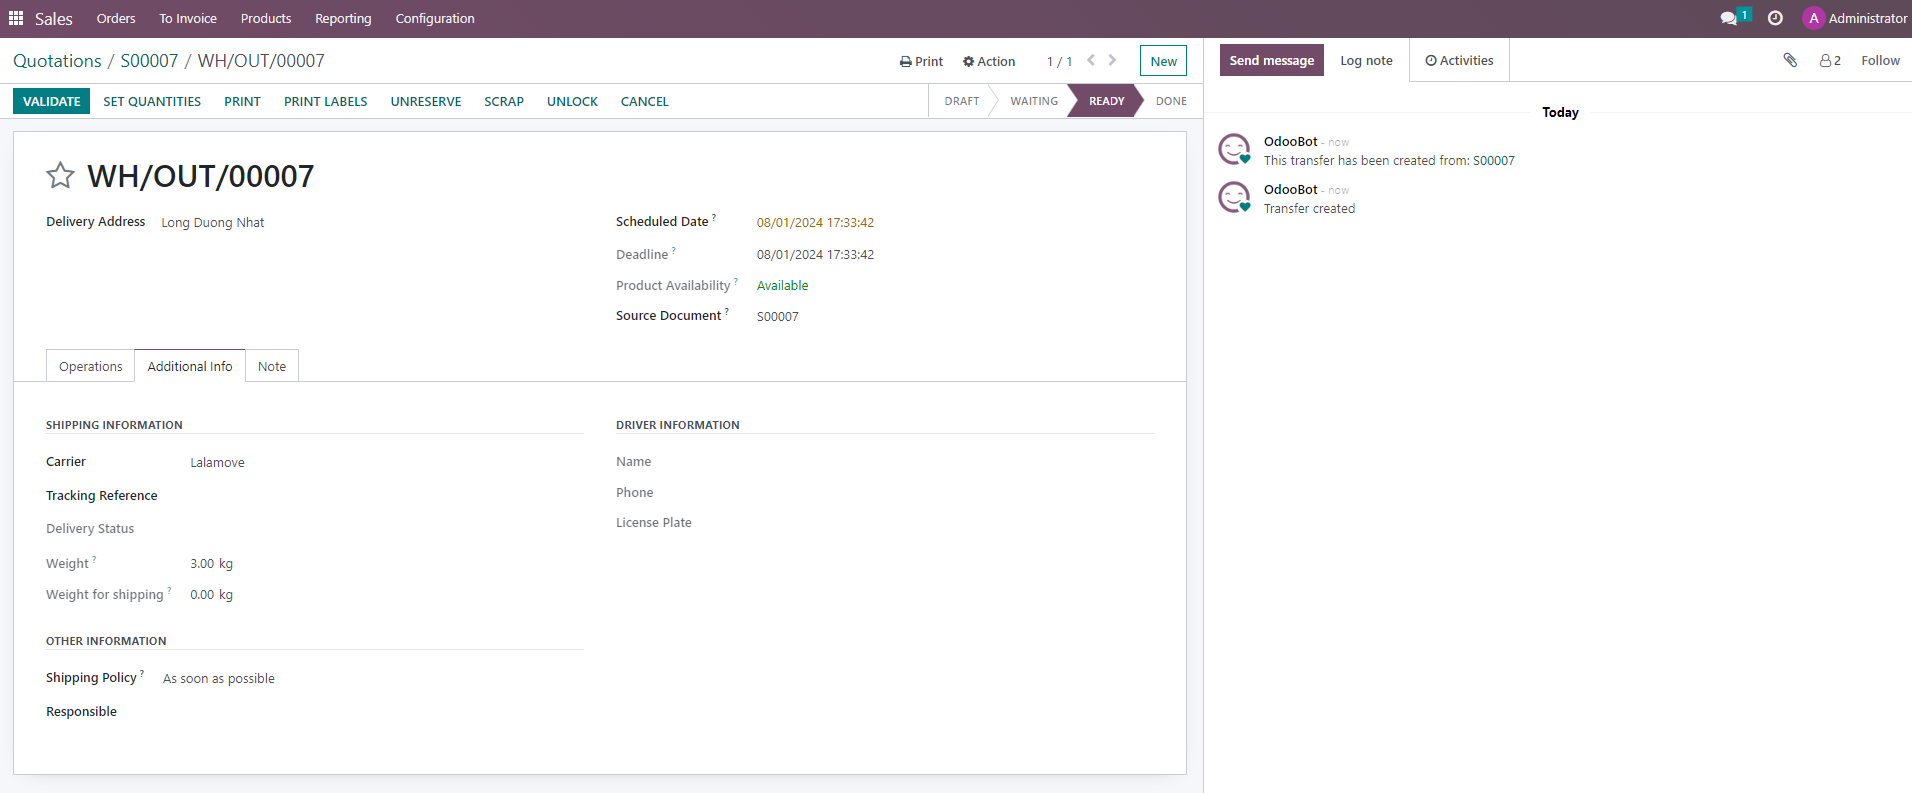 Sales Orders To Invoice Products Reporting Configuration 1 A Administrator
Quotations / S00007 / WH/OUT/00007 Print Action 1 / 1 New Send message Log note Activities 2 Follow
VALIDATE SET QUANTITIES PRINT PRINT LABELS UNRESERVE SCRAP UNLOCK CANCEL DRAFT WAITING READY DONE
WH/OUT/00007
Delivery Address Long Duong Nhat
Scheduled Date ? 08/01/2024 17:33:42
Deadline ? 08/01/2024 17:33:42
Product Availability ? Available
Source Document ? S00007
Operations Additional Info Note
SHIPPING INFORMATION
Carrier Lalamove
Tracking Reference
Delivery Status
Weight ? 3.00 kg
Weight for shipping ? 0.00 kg
OTHER INFORMATION
Shipping Policy ? As soon as possible
Responsible
DRIVER INFORMATION
Name
Phone
License Plate
Today
OdooBot - now
This transfer has been created from: S00007
OdooBot - now
Transfer created